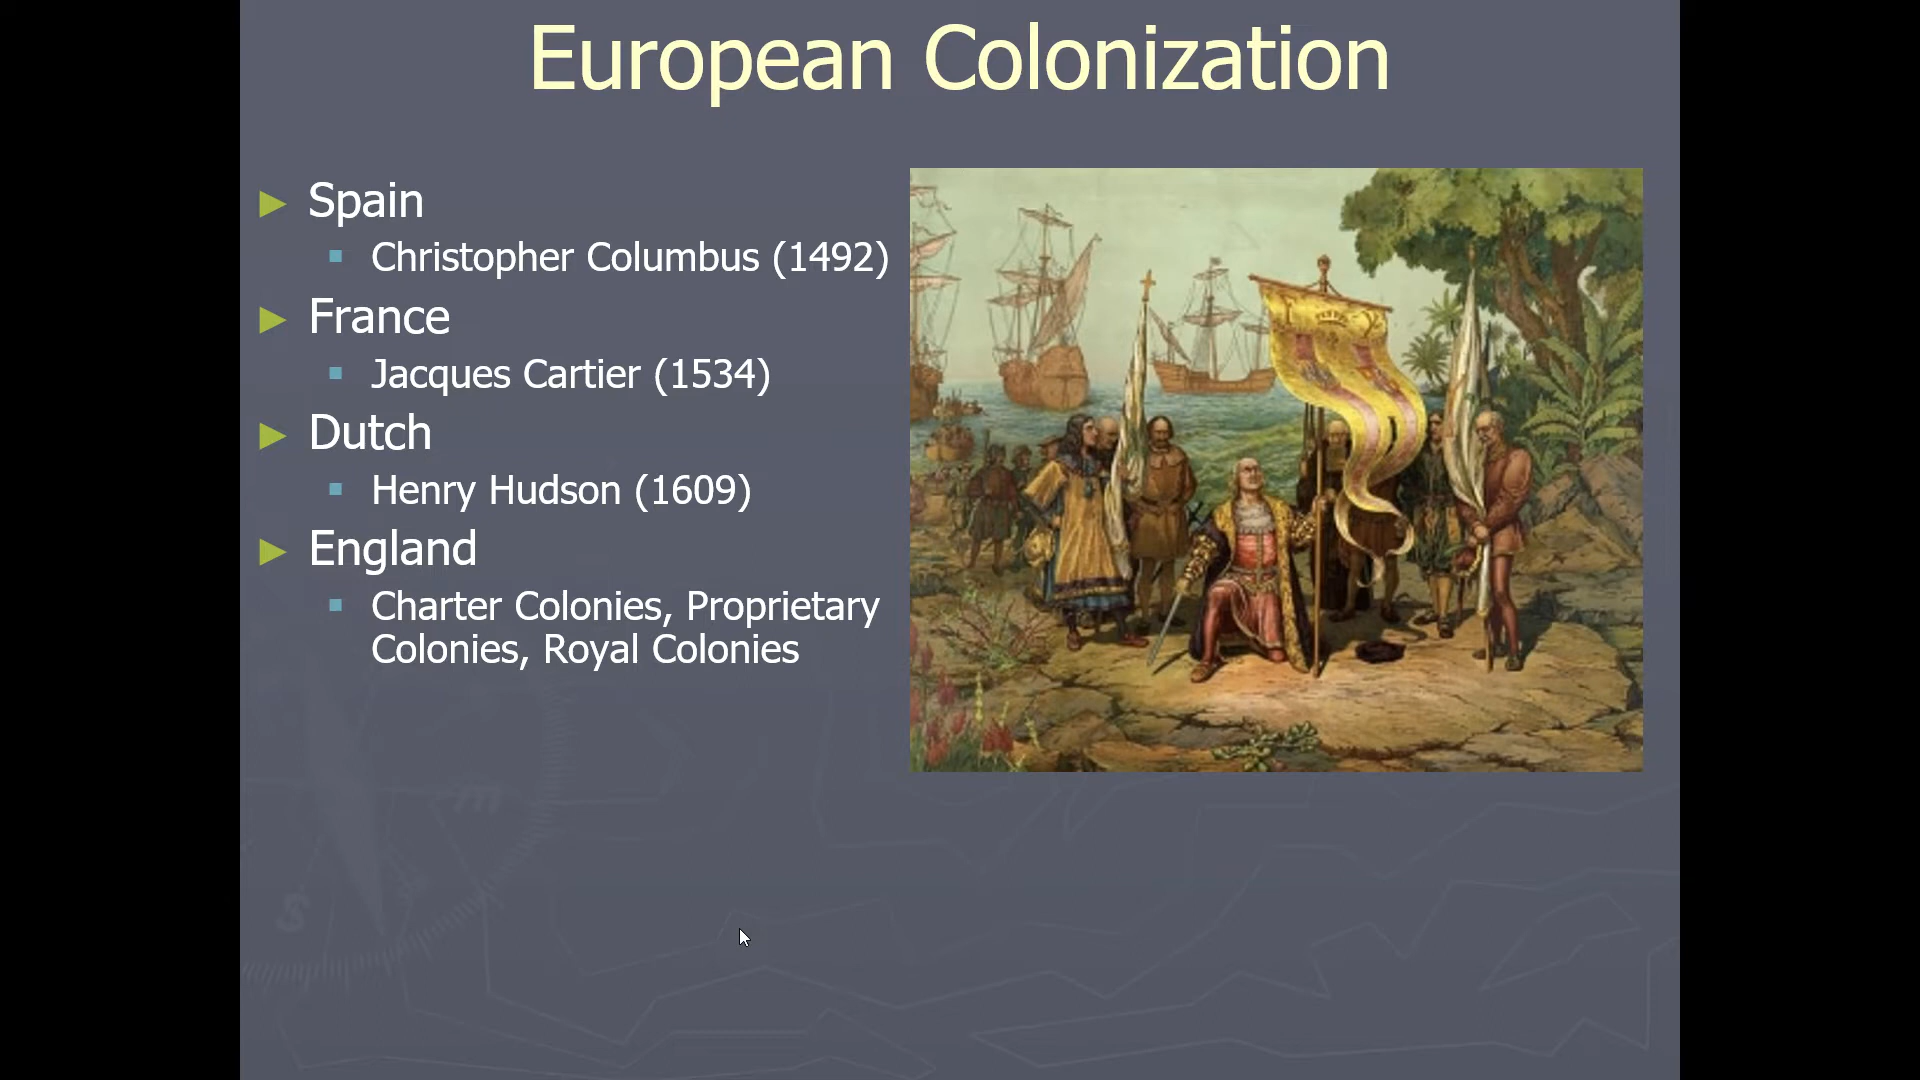 European Colonization
Spain
Christopher Columbus (1492)
France
Jacques Cartier (1534)
Dutch
Henry Hudson (1609)
England
Charter Colonies, Proprietary
Colonies, Royal Colonies
m
S